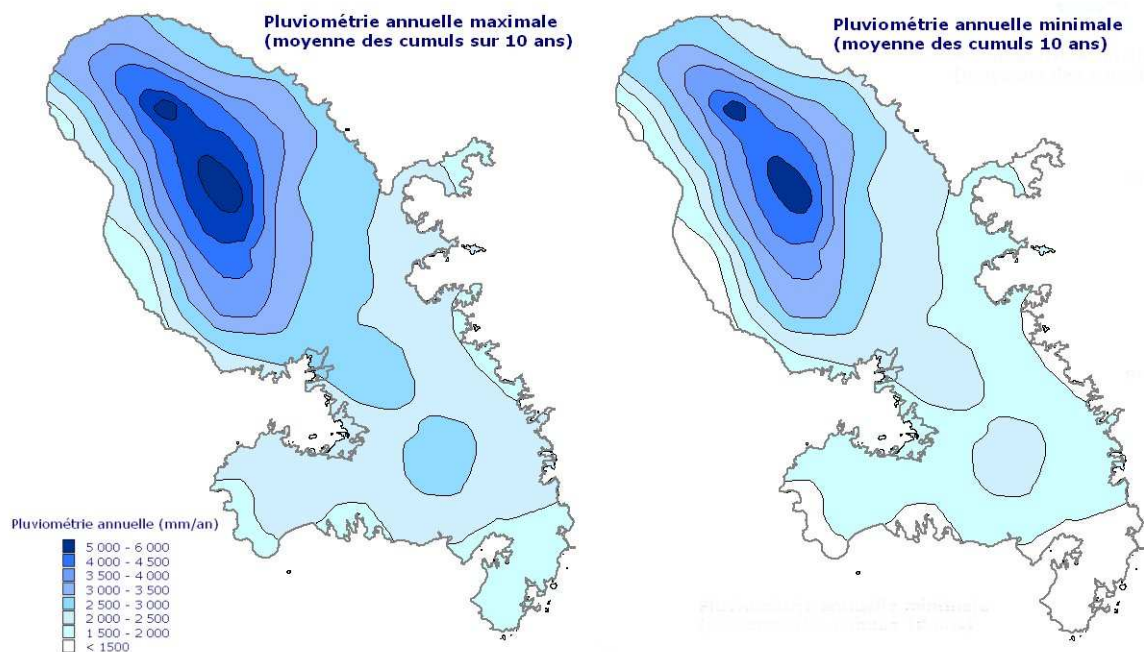 Pluviométrie annuelle maximale
(moyenne des cumuls sur 10 ans)
Pluviométrie annuelle minimale
(moyenne des cumuls 10 ans)
Pluviométrie annuelle (mm/an)
5 000 - 6 000
4 000 - 4 500
3 500 - 4 000
3 000 - 3 500
2 500 - 3 000
2 000 - 2 500
1 500 - 2 000
< 1500